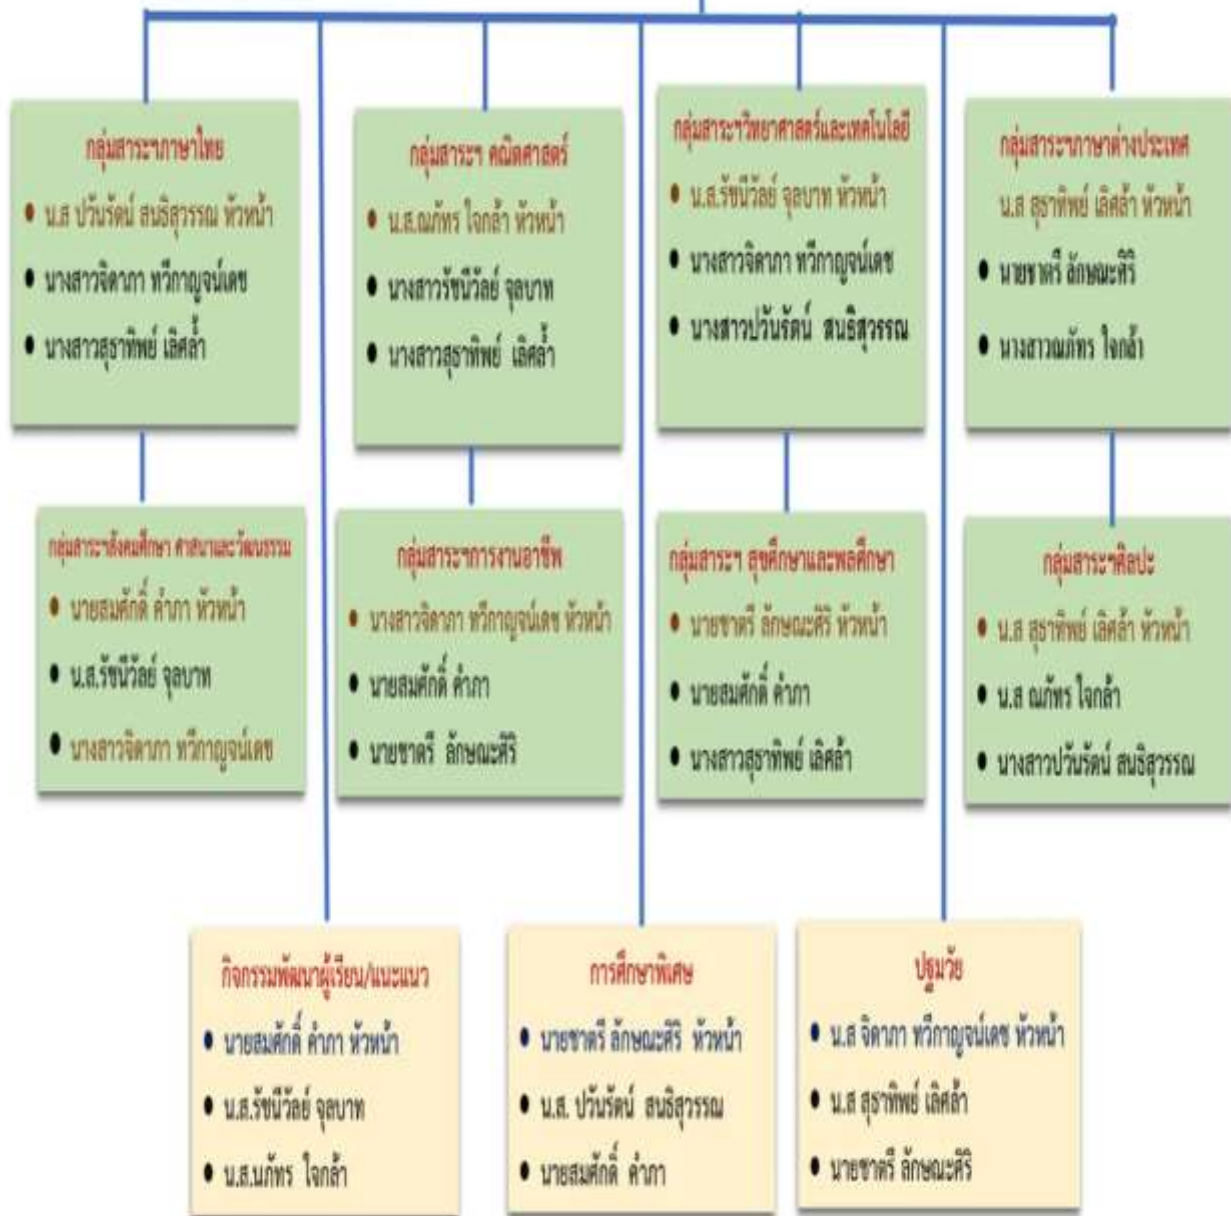 กลุ่มสาระฯภาษาไทย
• น.ส ปวันรัตน์ สนธิสุวรรณ หัวหน้า
• นางสาวจิดาภา ทวีกาญจน์เดช
• นางสาวสุธาทิพย์ เลิศล้ำ
กลุ่มสาระฯ คณิตศาสตร์
• น.ส.ณภัทร ใจกล้า หัวหน้า
• นางสาวรัชนีวัลย์ จุลบาท
• นางสาวสุธาทิพย์ เลิศล้ำ
กลุ่มสาระฯวิทยาศาสตร์และเทคโนโลยี
• น.ส.รัชนีวัลย์ จุลบาท หัวหน้า
• นางสาวจิดาภา ทวีกาญจน์เดช
• นางสาวปวันรัตน์ สนธิสุวรรณ
กลุ่มสาระฯภาษาต่างประเทศ
น.ส สุธาทิพย์ เลิศล้ำ หัวหน้า
• นายชาตรี ลักษณะศิริ
• นางสาวณภัทร ใจกล้า
กลุ่มสาระฯสังคมศึกษา ศาสนาและวัฒนธรรม
• นายสมศักดิ์ คำภา หัวหน้า
• น.ส.รัชนีวัลย์ จุลบาท
• นางสาวจิดาภา ทวีกาญจน์เดช
กลุ่มสาระฯการงานอาชีพ
• นางสาวจิดาภา ทวีกาญจน์เดช หัวหน้า
• นายสมศักดิ์ คำภา
• นายชาตรี ลักษณะศิริ
กลุ่มสาระฯ สุขศึกษาและพลศึกษา
• นายชาตรี ลักษณะศิริ หัวหน้า
• นายสมศักดิ์ คำภา
• นางสาวสุธาทิพย์ เลิศล้ำ
กลุ่มสาระฯศิลปะ
• น.ส สุธาทิพย์ เลิศล้ำ หัวหน้า
• น.ส ณภัทร ใจกล้า
• นางสาวปวันรัตน์ สนธิสุวรรณ
กิจกรรมพัฒนาผู้เรียน/แนะแนว
• นายสมศักดิ์ คำภา หัวหน้า
• น.ส.รัชนีวัลย์ จุลบาท
• น.ส.นภัทร ใจกล้า
การศึกษาพิเศษ
• นายชาตรี ลักษณะศิริ หัวหน้า
• น.ส. ปวันรัตน์ สนธิสุวรรณ
• นายสมศักดิ์ คำภา
ปฐมวัย
• น.ส จิดาภา ทวีกาญจน์เดช หัวหน้า
• น.ส สุธาทิพย์ เลิศล้ำ
• นายชาตรี ลักษณะศิริ